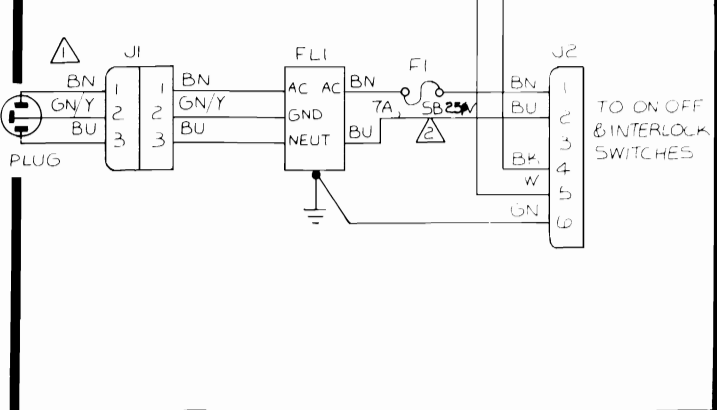 1
J1
FL1
F1
J2
BN
1
1
BN
AC
AC
BN
BN
1
GN/Y
2
2
GN/Y
GND
7A,
SB
BU
2
TO ON OFF
BU
3
3
BU
NEUT
BU
2
3
& INTERLOCK
PLUG
BK
4
SWITCHES
W
5
GN
6